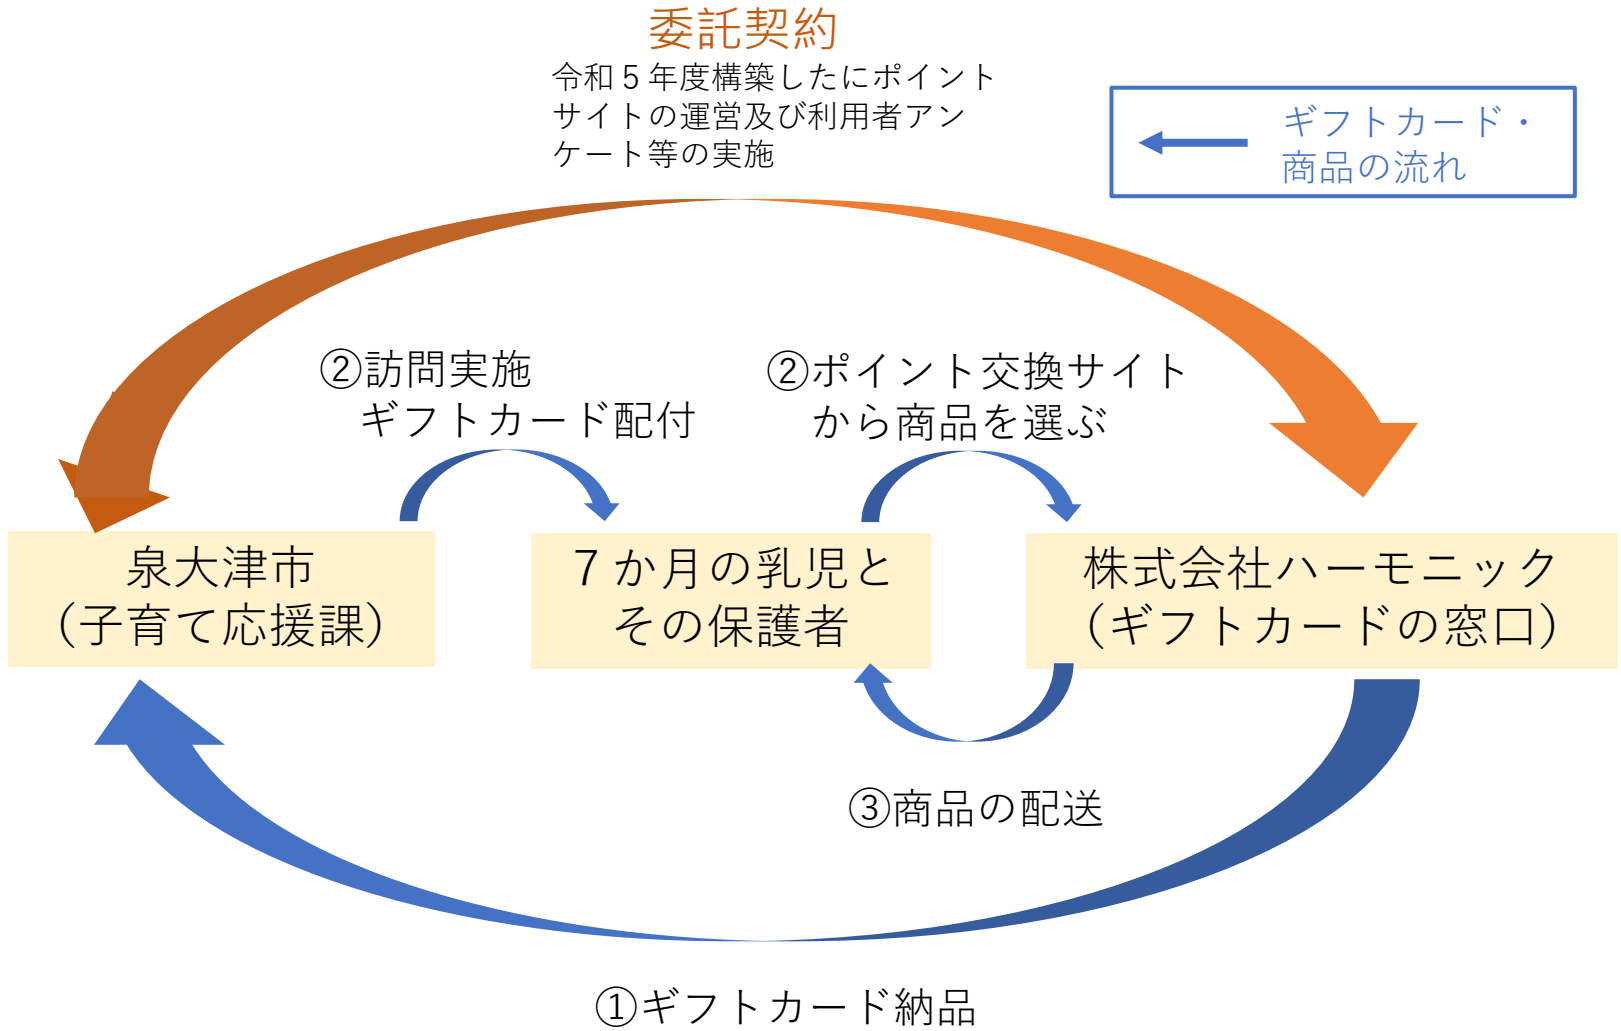 委託契約
令和５年度構築したにポイント
サイトの運営及び利用者アン
ケート等の実施
ギフトカード・
商品の流れ
②訪問実施
ギフトカード配付
②ポイント交換サイト
から商品を選ぶ
泉大津市
（子育て応援課）
７か月の乳児と
その保護者
株式会社ハーモニック
（ギフトカードの窓口）
③商品の配送
①ギフトカード納品